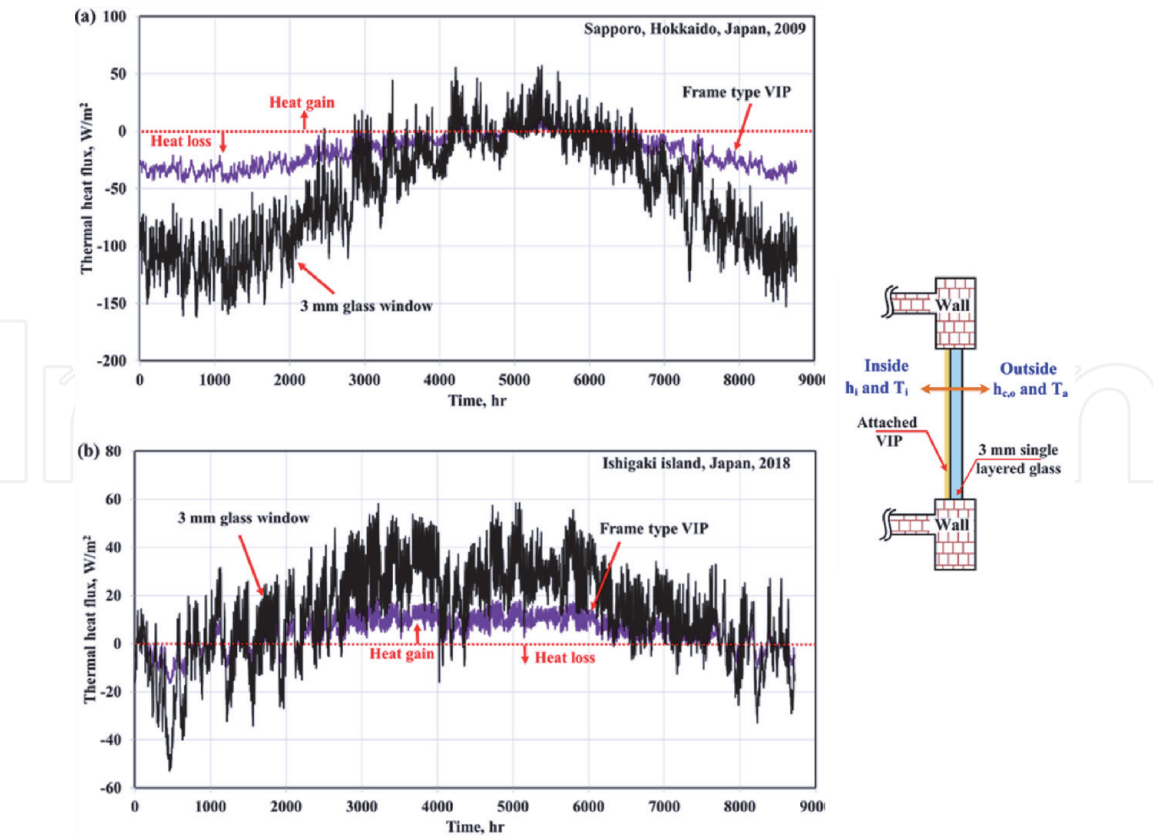 (a)
Sapporo, Hokkaido, Japan, 2009
Thermal heat flux, W/m²
100
50
0
-50
-100
-150
-200
Heat gain
Heat loss
Frame type VIP
3 mm glass window
0 1000 2000 3000 4000 5000 6000 7000 8000 9000
Time, hr
(b)
Ishigaki island, Japan, 2018
Thermal heat flux, W/m²
80
60
40
20
0
-20
-40
-60
3 mm glass window
Frame type VIP
Heat gain
Heat loss
0 1000 2000 3000 4000 5000 6000 7000 8000 9000
Time, hr
Wall
Inside
hᵢ and Tᵢ
Outside
h꜀,ₒ and Tₐ
Attached
VIP
3 mm single
layered glass
Wall